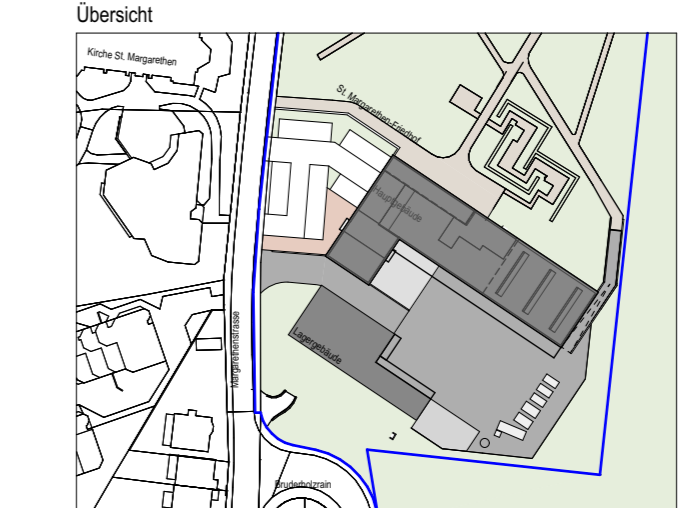 Übersicht
Kirche St. Margarethen
St. Margarethen-Friedhof
Hauptgebäude
Margarethenstrasse
Lagergebäude
Bruderholzrain